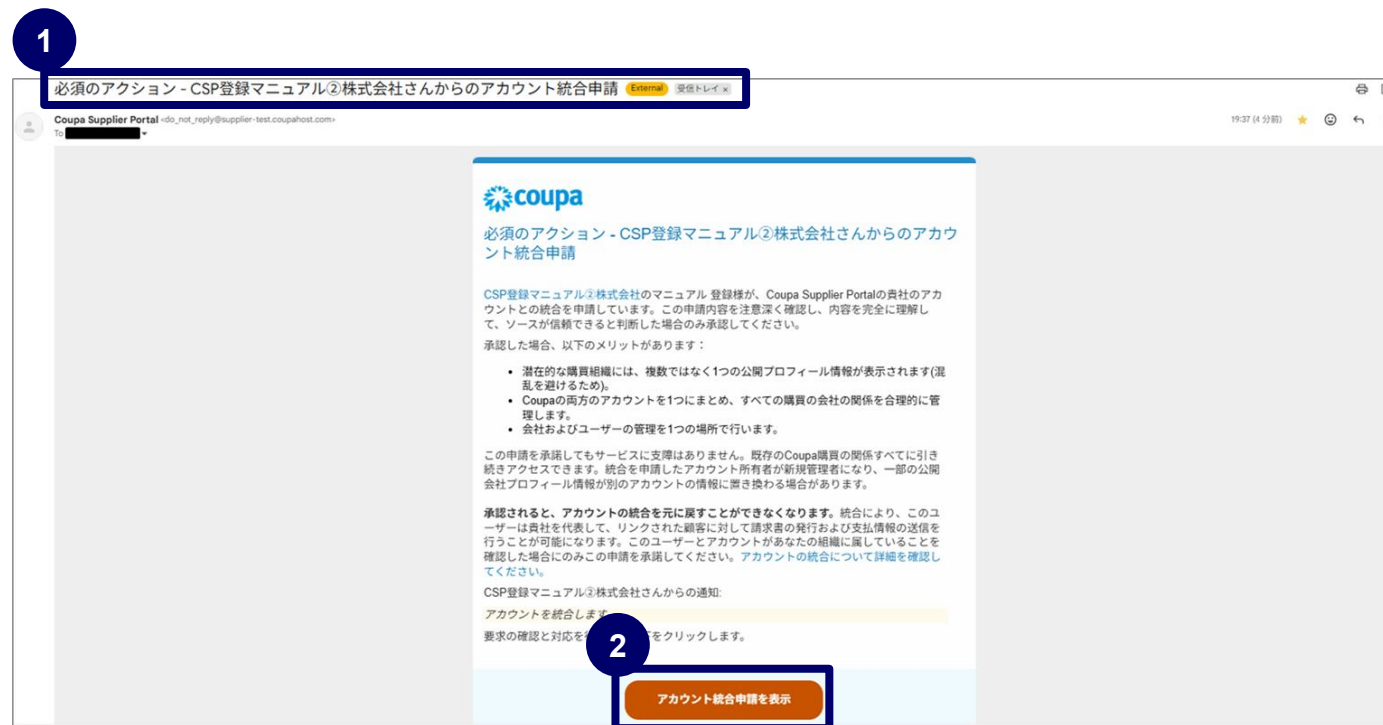 1
必須のアクション - CSP登録マニュアル②株式会社さんからのアカウント統合申請 External 受信トレイ x
Coupa Supplier Portal <do_not_reply@supplier-test.coupahost.com>
19:37 (4 分前)
To
coupa
必須のアクション - CSP登録マニュアル②株式会社さんからのアカウ
ント統合申請
CSP登録マニュアル②株式会社のマニュアル 登録様が、Coupa Supplier Portalの貴社のアカ
ウントとの統合を申請しています。この申請内容を注意深く確認し、内容を完全に理解し
て、ソースが信頼できると判断した場合のみ承認してください。
承認した場合、以下のメリットがあります：
• 潜在的な購買組織には、複数ではなく1つの公開プロフィール情報が表示されます(混
乱を避けるため)。
• Coupaの両方のアカウントを1つにまとめ、すべての購買の会社の関係を合理的に管
理します。
• 会社およびユーザーの管理を1つの場所で行います。
この申請を承諾してもサービスに支障はありません。既存のCoupa購買の関係すべてに引き
続きアクセスできます。統合を申請したアカウント所有者が新規管理者になり、一部の公開
会社プロフィール情報が別のアカウントの情報に置き換わる場合があります。
承認されると、アカウントの統合を元に戻すことができなくなります。統合により、このユ
ーザーは貴社を代表して、リンクされた顧客に対して請求書の発行および支払情報の送信を
行うことが可能になります。このユーザーとアカウントがあなたの組織に属していることを
確認した場合にのみこの申請を承諾してください。アカウントの統合について詳細を確認し
てください。
CSP登録マニュアル②株式会社さんからの通知:
アカウントを統合します
要求の確認と対応を をクリックします。
2
アカウント統合申請を表示